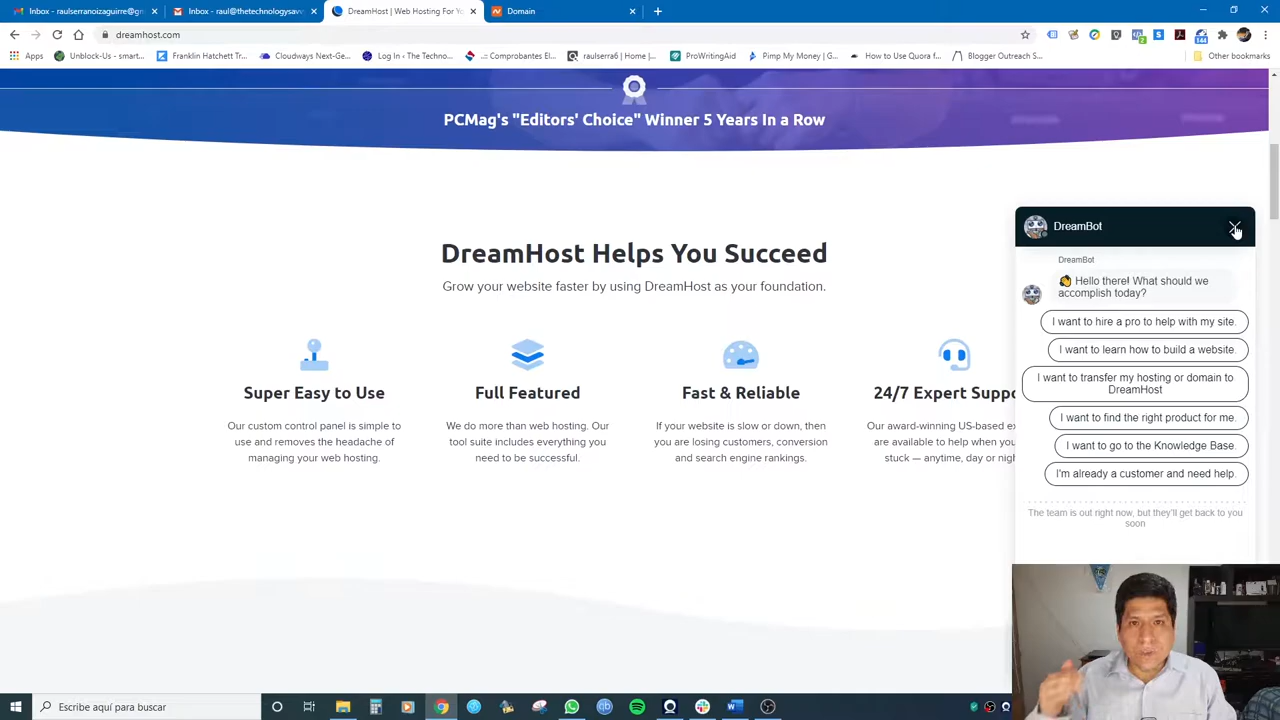 Inbox - raulserranoizaguirre@gm
Inbox - raul@thetechnologysavv
DreamHost | Web Hosting For Yo
Domain
dreamhost.com
Apps
Unblock-Us - smart...
Franklin Hatchett Tr...
Cloudways Next-Ge...
Log In ‹ The Techno...
.:: Comprobantes El...
raulserra6 | Home |...
ProWritingAid
Pimp My Money | G...
How to Use Quora f...
Blogger Outreach S...
Other bookmarks
PCMag's "Editors' Choice" Winner 5 Years In a Row
DreamHost Helps You Succeed
Grow your website faster by using DreamHost as your foundation.
Super Easy to Use
Our custom control panel is simple to
use and removes the headache of
managing your web hosting.
Full Featured
We do more than web hosting. Our
tool suite includes everything you
need to be successful.
Fast & Reliable
If your website is slow or down, then
you are losing customers, conversion
and search engine rankings.
24/7 Expert Suppo
Our award-winning US-based ex
are available to help when you
stuck — anytime, day or nigh
DreamBot
DreamBot
Hello there! What should we
accomplish today?
I want to hire a pro to help with my site.
I want to learn how to build a website.
I want to transfer my hosting or domain to
DreamHost
I want to find the right product for me.
I want to go to the Knowledge Base.
I'm already a customer and need help.
The team is out right now, but they'll get back to you
soon
Escribe aquí para buscar